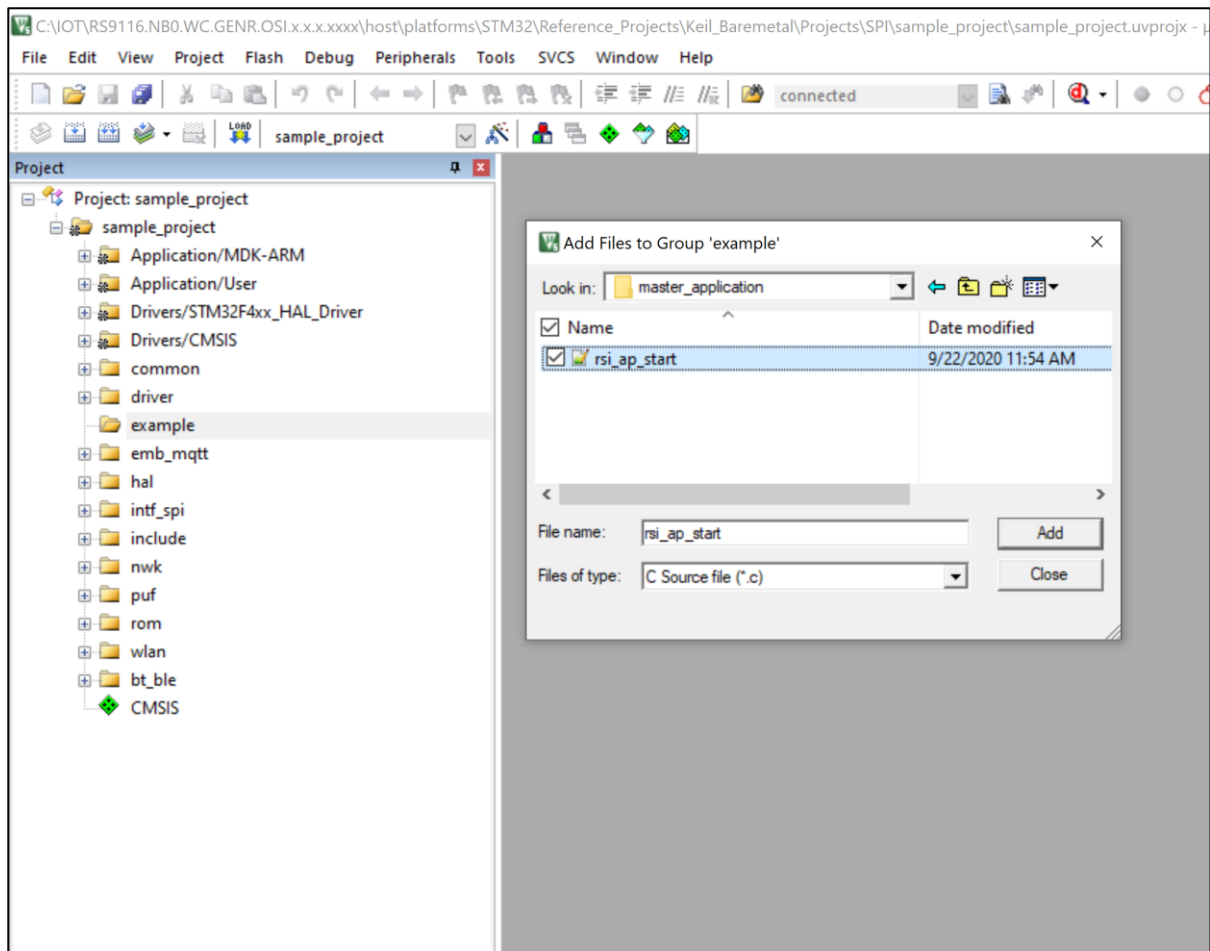 C:\IOT\RS9116.NB0.WC.GENR.OSI.x.x.x.xxxx\host\platforms\STM32\Reference_Projects\Keil_Baremetal\Projects\SPI\sample_project\sample_project.uvprojx - µ
File Edit View Project Flash Debug Peripherals Tools SVCS Window Help
connected
LOAD sample_project
Project
Project: sample_project
sample_project
Application/MDK-ARM
Application/User
Drivers/STM32F4xx_HAL_Driver
Drivers/CMSIS
common
driver
example
emb_mqtt
hal
intf_spi
include
nwk
puf
rom
wlan
bt_ble
CMSIS
Add Files to Group 'example'
Look in: master_application
Name Date modified
rsi_ap_start 9/22/2020 11:54 AM
File name: rsi_ap_start Add
Files of type: C Source file (*.c) Close